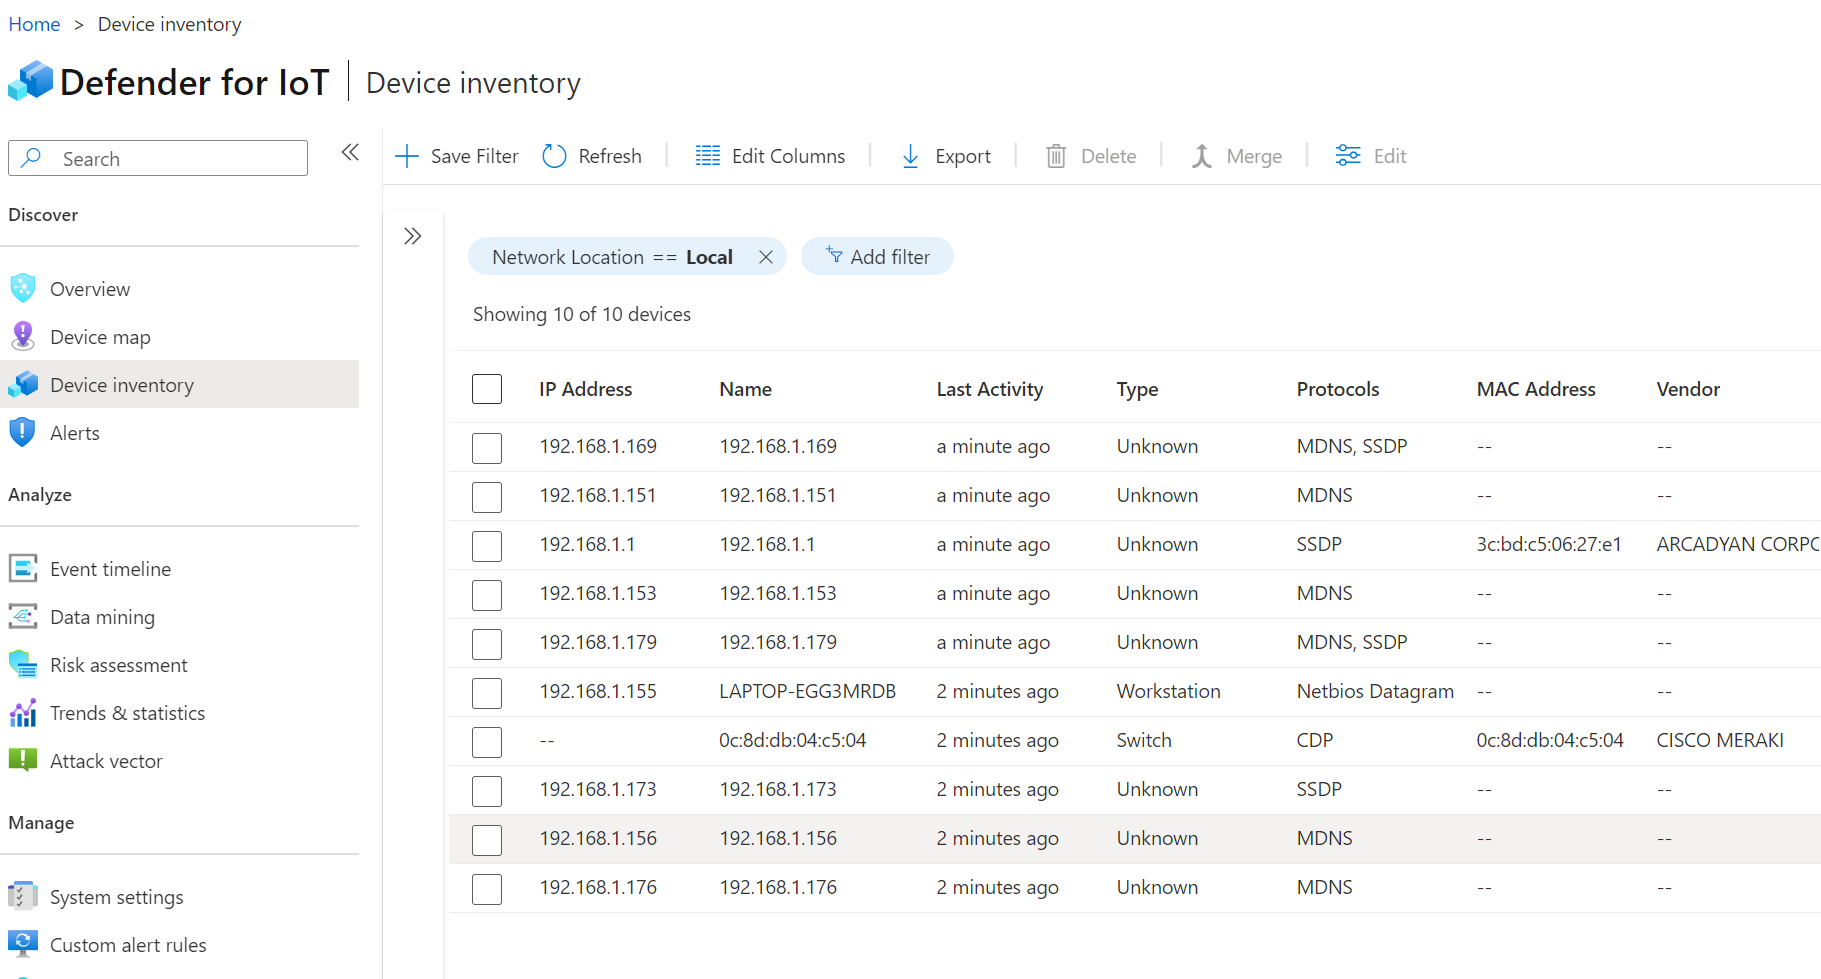 Home > Device inventory
Defender for IoT | Device inventory
Search
Save Filter Refresh Edit Columns Export Delete Merge Edit
Discover
Overview
Device map
Device inventory
Alerts
Analyze
Event timeline
Data mining
Risk assessment
Trends & statistics
Attack vector
Manage
System settings
Custom alert rules
Network Location == Local Add filter
Showing 10 of 10 devices
IP Address Name Last Activity Type Protocols MAC Address Vendor
192.168.1.169 192.168.1.169 a minute ago Unknown MDNS, SSDP -- --
192.168.1.151 192.168.1.151 a minute ago Unknown MDNS -- --
192.168.1.1 192.168.1.1 a minute ago Unknown SSDP 3c:bd:c5:06:27:e1 ARCADYAN CORPO
192.168.1.153 192.168.1.153 a minute ago Unknown MDNS -- --
192.168.1.179 192.168.1.179 a minute ago Unknown MDNS, SSDP -- --
192.168.1.155 LAPTOP-EGG3MRDB 2 minutes ago Workstation Netbios Datagram -- --
-- 0c:8d:db:04:c5:04 2 minutes ago Switch CDP 0c:8d:db:04:c5:04 CISCO MERAKI
192.168.1.173 192.168.1.173 2 minutes ago Unknown SSDP -- --
192.168.1.156 192.168.1.156 2 minutes ago Unknown MDNS -- --
192.168.1.176 192.168.1.176 2 minutes ago Unknown MDNS -- --